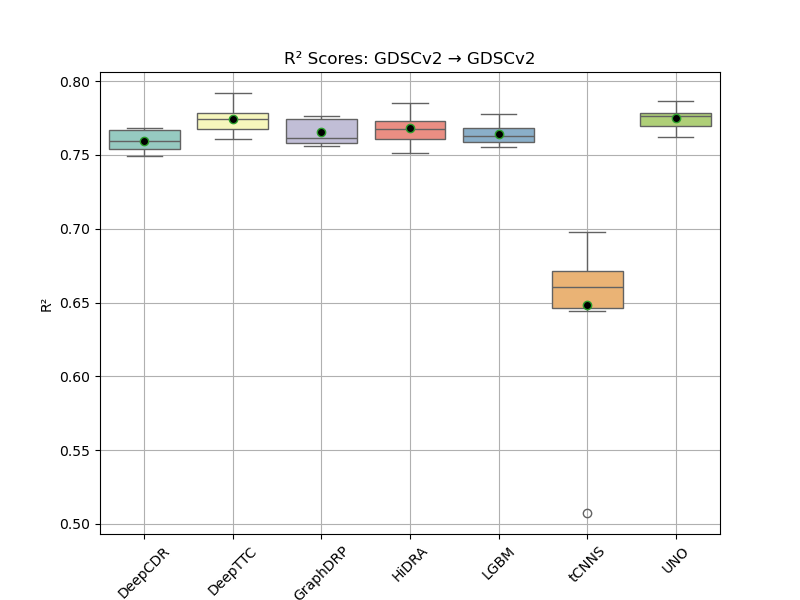 R² Scores: GDSCv2 → GDSCv2
R²
0.80
0.75
0.70
0.65
0.60
0.55
0.50
DeepCDR
DeepTTC
GraphDRP
HiDRA
LGBM
tCNNS
UNO